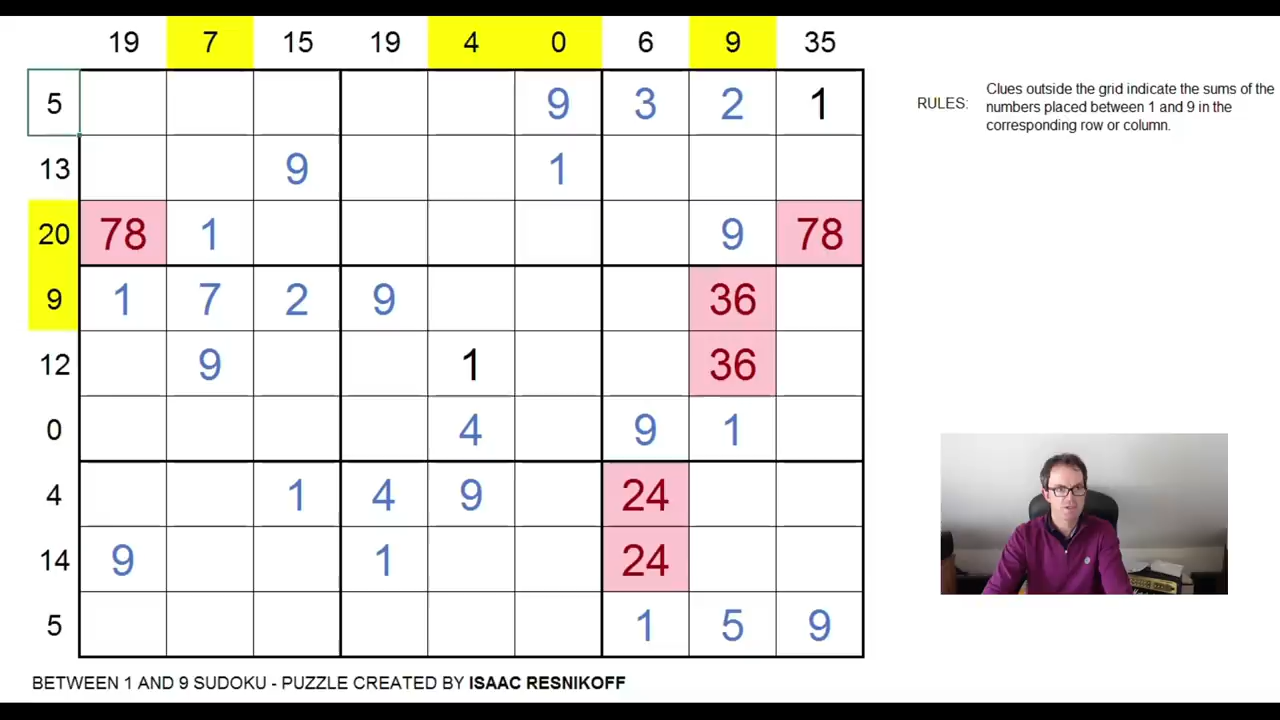 19 7 15 19 4 0 6 9 35
5 9 3 2 1
13 9 1
20 78 1 9 78
9 1 7 2 9 36
12 9 1 36
0 4 9 1
4 1 4 9 24
14 9 1 24
5 1 5 9
RULES: Clues outside the grid indicate the sums of the
numbers placed between 1 and 9 in the
corresponding row or column.
BETWEEN 1 AND 9 SUDOKU - PUZZLE CREATED BY ISAAC RESNIKOFF